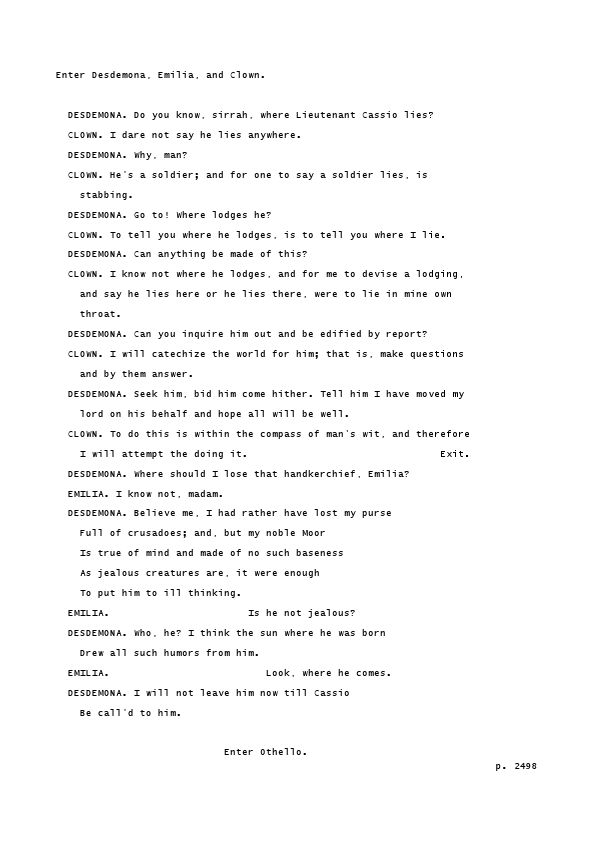 Enter Desdemona, Emilia, and Clown.
DESDEMONA. Do you know, sirrah, where Lieutenant Cassio lies?
CLOWN. I dare not say he lies anywhere.
DESDEMONA. Why, man?
CLOWN. He's a soldier; and for one to say a soldier lies, is
stabbing.
DESDEMONA. Go to! Where lodges he?
CLOWN. To tell you where he lodges, is to tell you where I lie.
DESDEMONA. Can anything be made of this?
CLOWN. I know not where he lodges, and for me to devise a lodging,
and say he lies here or he lies there, were to lie in mine own
throat.
DESDEMONA. Can you inquire him out and be edified by report?
CLOWN. I will catechize the world for him; that is, make questions
and by them answer.
DESDEMONA. Seek him, bid him come hither. Tell him I have moved my
lord on his behalf and hope all will be well.
CLOWN. To do this is within the compass of man's wit, and therefore
I will attempt the doing it. Exit.
DESDEMONA. Where should I lose that handkerchief, Emilia?
EMILIA. I know not, madam.
DESDEMONA. Believe me, I had rather have lost my purse
Full of crusadoes; and, but my noble Moor
Is true of mind and made of no such baseness
As jealous creatures are, it were enough
To put him to ill thinking.
EMILIA. Is he not jealous?
DESDEMONA. Who, he? I think the sun where he was born
Drew all such humors from him.
EMILIA. Look, where he comes.
DESDEMONA. I will not leave him now till Cassio
Be call'd to him.
Enter Othello.
p. 2498